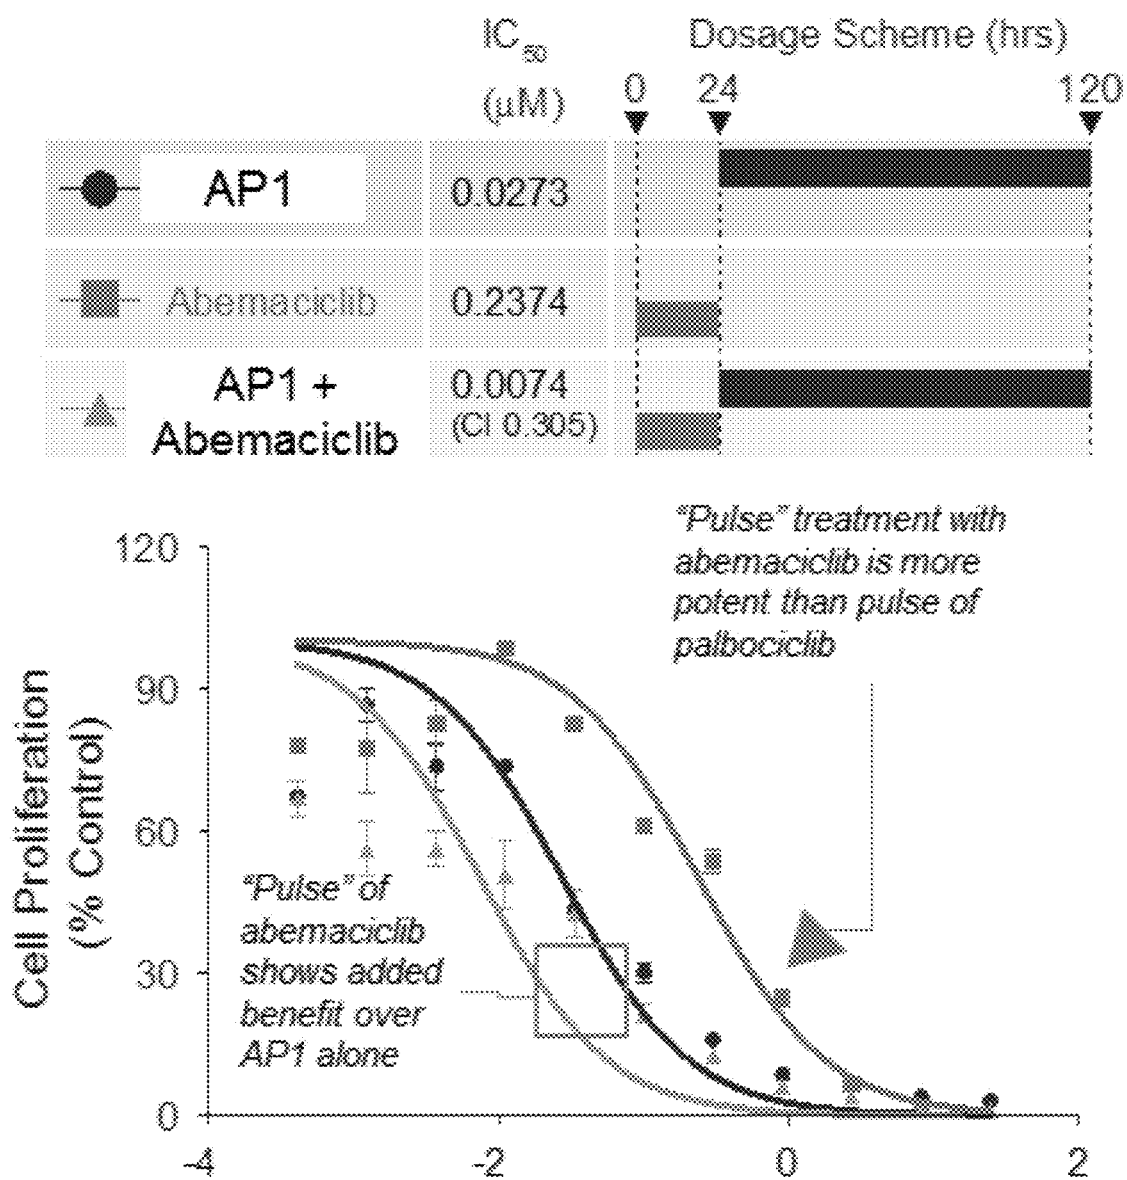 IC50 Dosage Scheme (hrs)
(µM) 0 24 120
AP1 0.0273
Abemaciclib 0.2374
AP1 + 0.0074
Abemaciclib (CI 0.305)
"Pulse" treatment with
abemaciclib is more
potent than pulse of
palbociclib
Cell Proliferation
(% Control)
120
90
60
30
0
"Pulse" of
abemaciclib
shows added
benefit over
AP1 alone
-4 -2 0 2